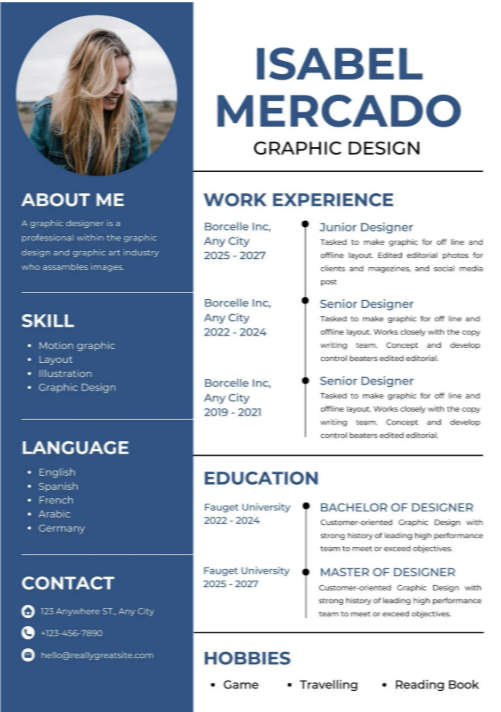 ISABEL
MERCADO
GRAPHIC DESIGN
ABOUT ME
A graphic designer is a
professional within the graphic
design and graphic art industry
who assambles images.
SKILL
• Motion graphic
• Layout
• Illustration
• Graphic Design
LANGUAGE
• English
• Spanish
• French
• Arabic
• Germany
CONTACT
123 Anywhere ST., Any City
+123-456-7890
hello@reallygreatsite.com
WORK EXPERIENCE
Borcelle Inc,
Any City
2025 - 2027
Junior Designer
Tasked to make graphic for off line and
offline layout. Edited editorial photos for
clients and magezines, and social media
post
Borcelle Inc,
Any City
2022 - 2024
Senior Designer
Tasked to make graphic for off line and
offline layout. Works closely with the copy
writing team. Concept and develop
control beaters edited editorial.
Borcelle Inc,
Any City
2019 - 2021
Senior Designer
Tasked to make graphic for off line and
offline layout. Works closely with the copy
writing team. Concept and develop
control beaters edited editorial.
EDUCATION
Fauget University
2022 - 2024
BACHELOR OF DESIGNER
Customer-oriented Graphic Design with
strong history of leading high performance
team to meet or exceed objectives.
Fauget University
2025 - 2027
MASTER OF DESIGNER
Customer-oriented Graphic Design with
strong history of leading high performance
team to meet or exceed objectives.
HOBBIES
• Game • Travelling • Reading Book